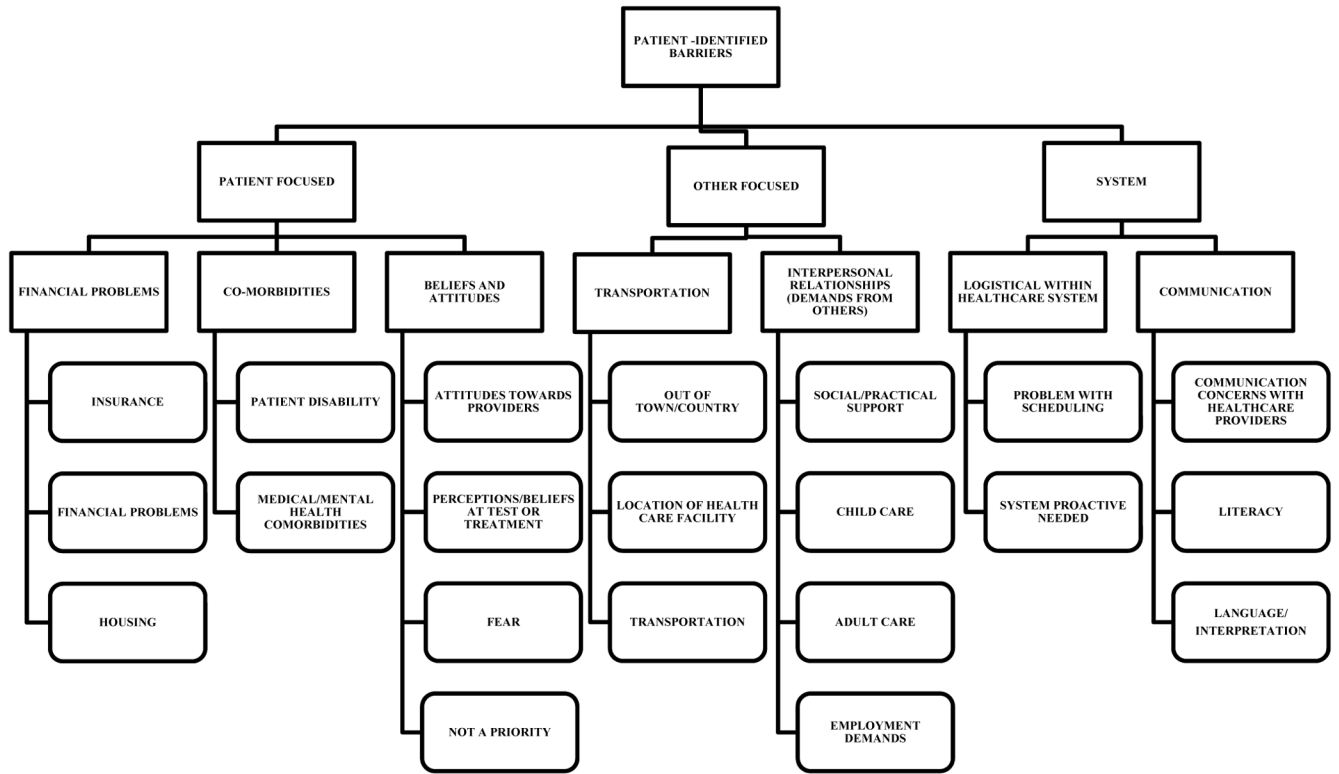 PATIENT -IDENTIFIED
BARRIERS
PATIENT FOCUSED
OTHER FOCUSED
SYSTEM
FINANCIAL PROBLEMS
CO-MORBIDITIES
BELIEFS AND
ATTITUDES
TRANSPORTATION
INTERPERSONAL
RELATIONSHIPS
(DEMANDS FROM
OTHERS)
LOGISTICAL WITHIN
HEALTHCARE SYSTEM
COMMUNICATION
INSURANCE
PATIENT DISABILITY
ATTITUDES TOWARDS
PROVIDERS
OUT OF
TOWN/COUNTRY
SOCIAL/PRACTICAL
SUPPORT
PROBLEM WITH
SCHEDULING
COMMUNICATION
CONCERNS WITH
HEALTHCARE
PROVIDERS
FINANCIAL PROBLEMS
MEDICAL/MENTAL
HEALTH
COMORBIDITIES
PERCEPTIONS/BELIEFS
AT TEST OR
TREATMENT
LOCATION OF HEALTH
CARE FACILITY
CHILD CARE
SYSTEM PROACTIVE
NEEDED
LITERACY
HOUSING
FEAR
TRANSPORTATION
ADULT CARE
LANGUAGE/
INTERPRETATION
NOT A PRIORITY
EMPLOYMENT
DEMANDS